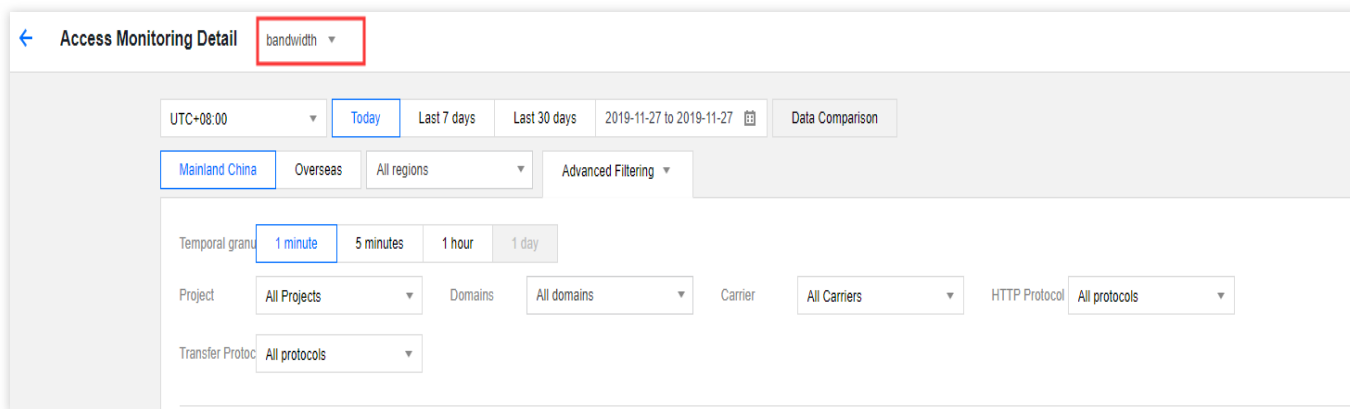 Access Monitoring Detail bandwidth
UTC+08:00 Today Last 7 days Last 30 days 2019-11-27 to 2019-11-27 Data Comparison
Mainland China Overseas All regions Advanced Filtering
Temporal granu 1 minute 5 minutes 1 hour 1 day
Project All Projects Domains All domains Carrier All Carriers HTTP Protocol All protocols
Transfer Protoc All protocols